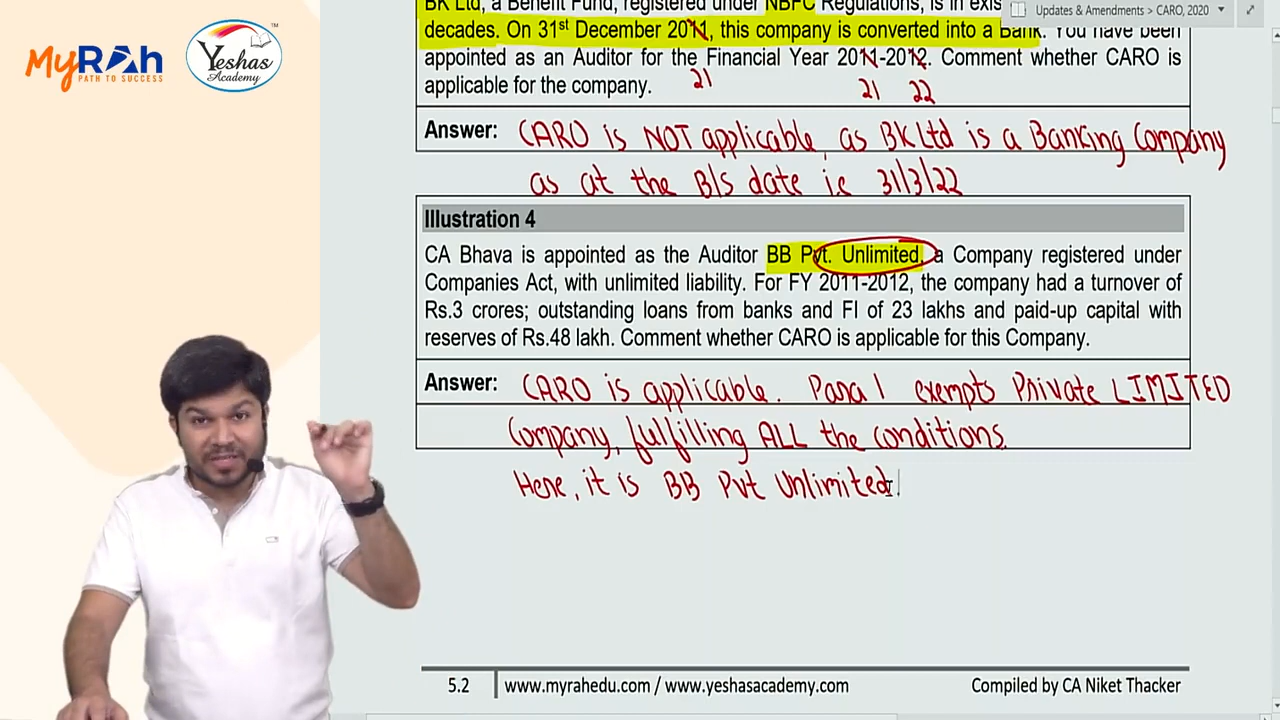 MyRAh
PATH TO SUCCESS
Yeshas
Academy
TM
Updates & Amendments > CARO, 2020
BK Ltd, a Benefit Fund, registered under NBFC Regulations, is in exis
decades. On 31st December 2011, this company is converted into a Bank. You have been
appointed as an Auditor for the Financial Year 2011-2012. Comment whether CARO is
applicable for the company. 21 21 22
Answer: CARO is NOT applicable, as BK Ltd is a Banking Company
as at the B/S date i.e 31/3/22
Illustration 4
CA Bhava is appointed as the Auditor BB Pvt. Unlimited, a Company registered under
Companies Act, with unlimited liability. For FY 2011-2012, the company had a turnover of
Rs.3 crores; outstanding loans from banks and FI of 23 lakhs and paid-up capital with
reserves of Rs.48 lakh. Comment whether CARO is applicable for this Company.
Answer: CARO is applicable. Para 1 exempts Private LIMITED
Company, fulfilling ALL the conditions.
Here, it is BB Pvt Unlimited.
5.2 www.myrahedu.com / www.yeshasacademy.com Compiled by CA Niket Thacker